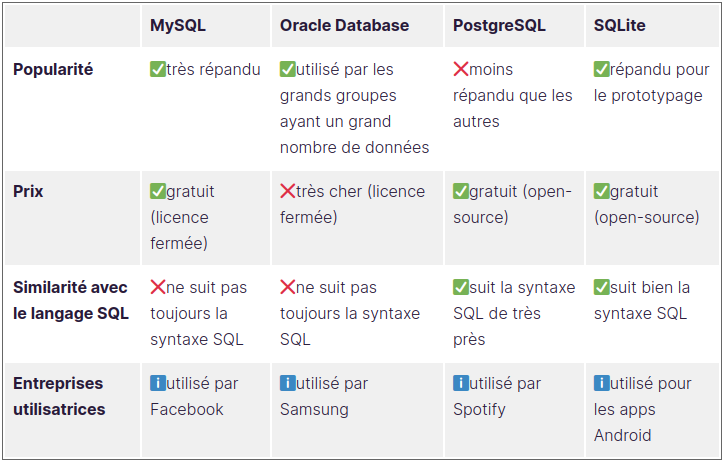 MySQL Oracle Database PostgreSQL SQLite
Popularité ✅très répandu ✅utilisé par les ❌moins ✅répandu pour
grands groupes répandu que les le prototypage
ayant un grand autres
nombre de données
Prix ✅gratuit ❌très cher (licence ✅gratuit (open- ✅gratuit
(licence fermée) source) (open-source)
fermée)
Similarité avec ❌ne suit pas ❌ne suit pas ✅suit la syntaxe ✅suit bien la
le langage SQL toujours la toujours la syntaxe SQL de très syntaxe SQL
syntaxe SQL SQL près
Entreprises ℹ️utilisé par ℹ️utilisé par ℹ️utilisé par ℹ️utilisé pour
utilisatrices Facebook Samsung Spotify les apps
Android